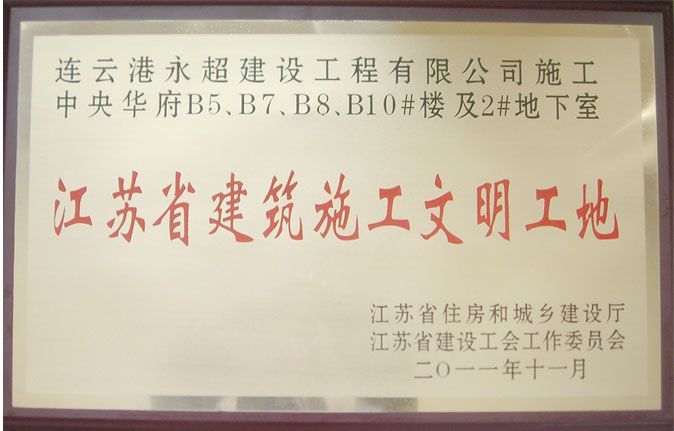 连云港永超建设工程有限公司施工
中央华府B5、B7、B8、B10#楼及2#地下室
江苏省建筑施工文明工地
江苏省住房和城乡建设厅
江苏省建设工会工作委员会
二〇一一年十一月